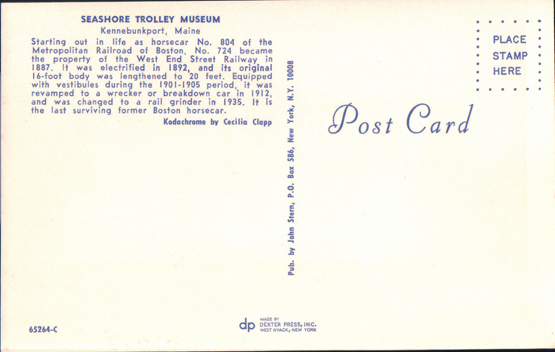 SEASHORE TROLLEY MUSEUM
Kennebunkport, Maine
Starting out in life as horsecar No. 804 of the
Metropolitan Railroad of Boston, No. 724 became
the property of the West End Street Railway in
1887. It was electrified in 1892, and its original
16-foot body was lengthened to 20 feet. Equipped
with vestibules during the 1901-1905 period, it was
revamped to a wrecker or breakdown car in 1912,
and was changed to a rail grinder in 1935. It is
the last surviving former Boston horsecar.
Kodachrome by Cecilia Clapp
Pub. by John Stern, P.O. Box 586, New York, N.Y. 10008
PLACE
STAMP
HERE
Post Card
65264-C
dp
MADE BY
DEXTER PRESS, INC.
WEST NYACK, NEW YORK